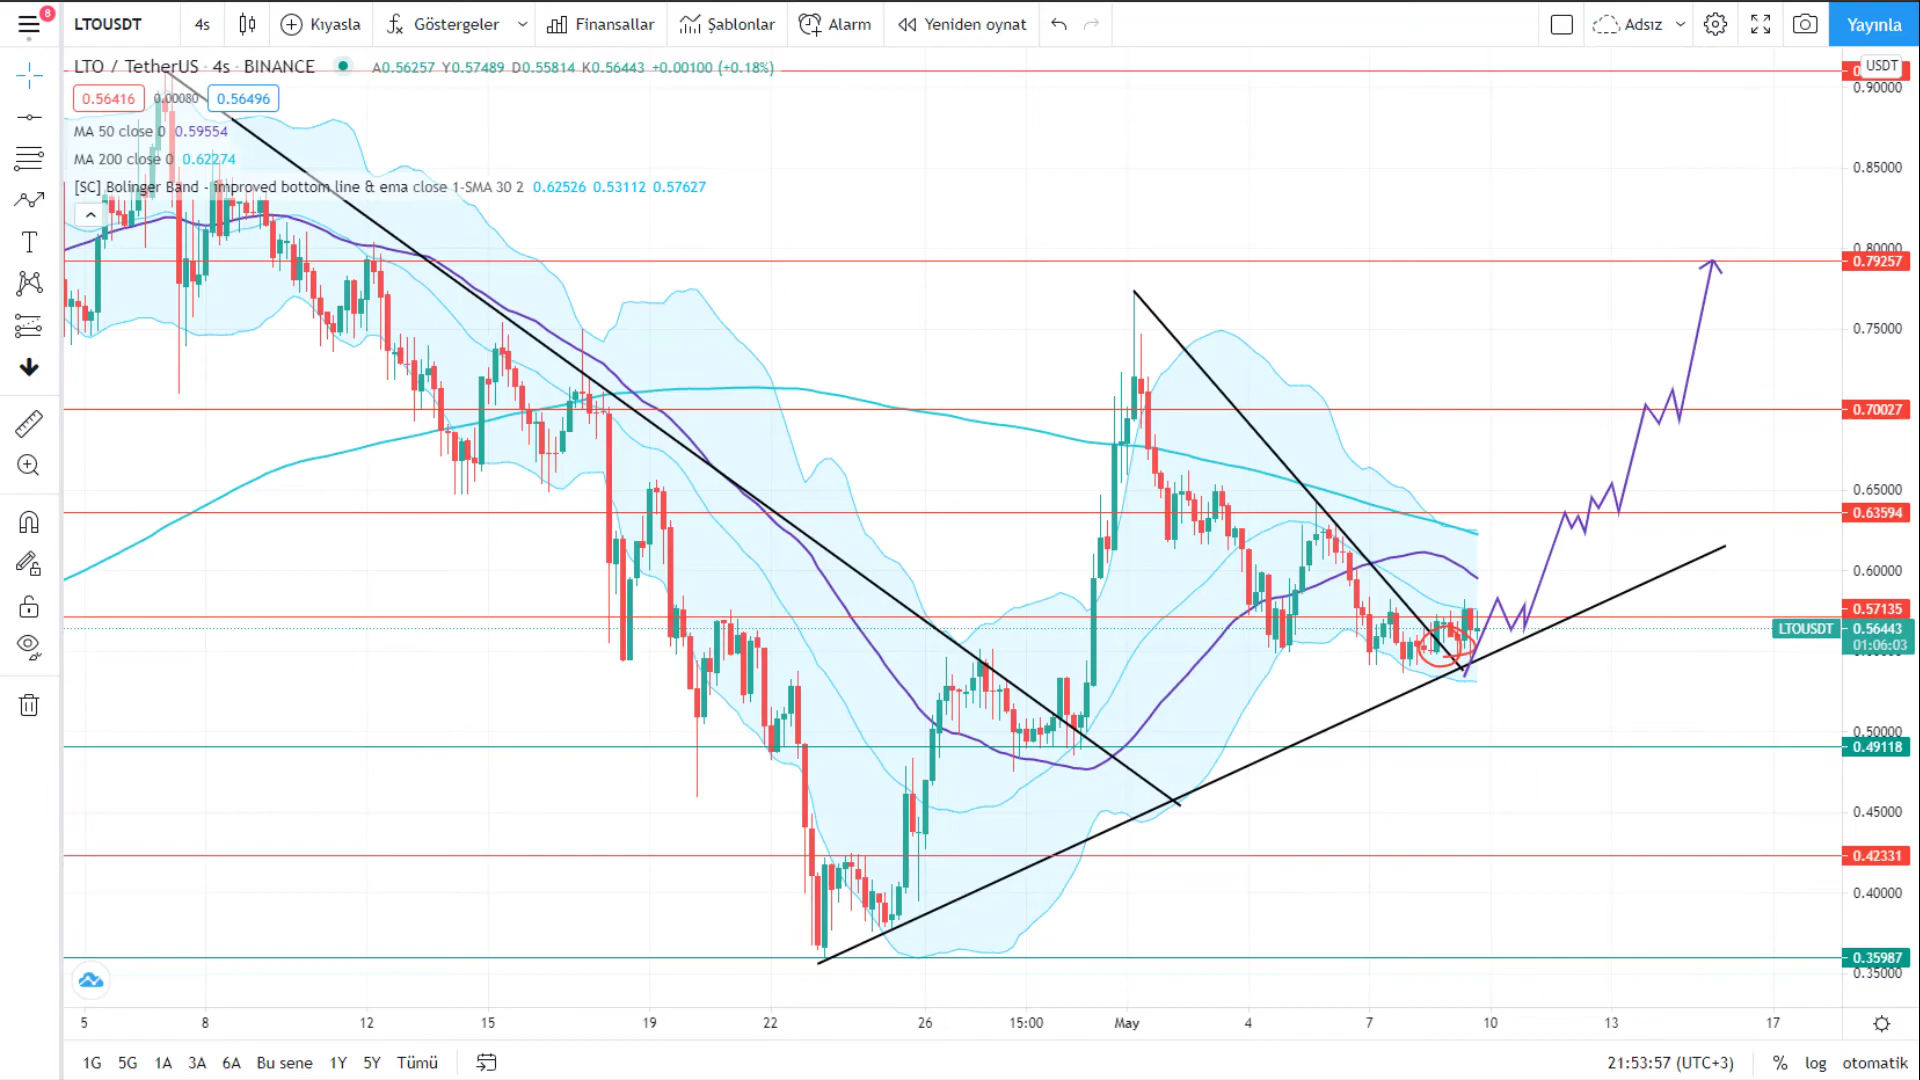 8
LTOUSDT
4s
Kıyasla
Göstergeler
Finansallar
Şablonlar
Alarm
Yeniden oynat
Adsız
Yayınla
LTO / TetherUS · 4s · BINANCE
A0.56257 Y0.57489 D0.55814 K0.56443 +0.00100 (+0.18%)
USDT
0.90000
0.56416 0.00080 0.56496
MA 50 close 0 0.59554
MA 200 close 0 0.62274
[SC] Bolinger Band - improved bottom line & ema close 1-SMA 30 2 0.62526 0.53112 0.57627
0.85000
0.80000
0.79257
0.75000
0.70027
0.65000
0.63594
0.60000
0.57135
LTOUSDT 0.56443
01:06:03
0.50000
0.49118
0.45000
0.42331
0.40000
0.35987
0.35000
5 8 12 15 19 22 26 15:00 May 4 7 10 13 17
1G 5G 1A 3A 6A Bu sene 1Y 5Y Tümü
21:53:57 (UTC+3) % log otomatik